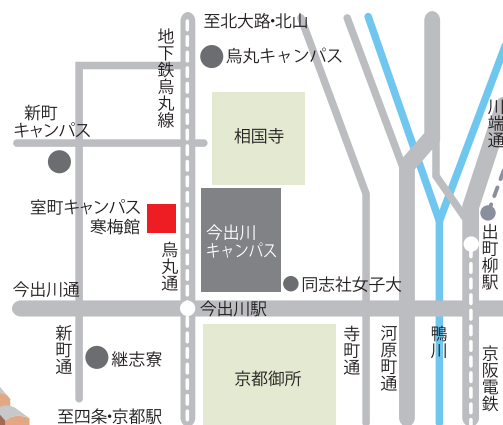 至北大路・北山
地下鉄烏丸線
烏丸キャンパス
新町
キャンパス
相国寺
川端通
室町キャンパス
寒梅館
今出川
キャンパス
烏丸通
出町柳駅
同志社女子大
今出川通
今出川駅
新町通
継志寮
京都御所
寺町通
河原町通
鴨川
京阪電鉄
至四条・京都駅